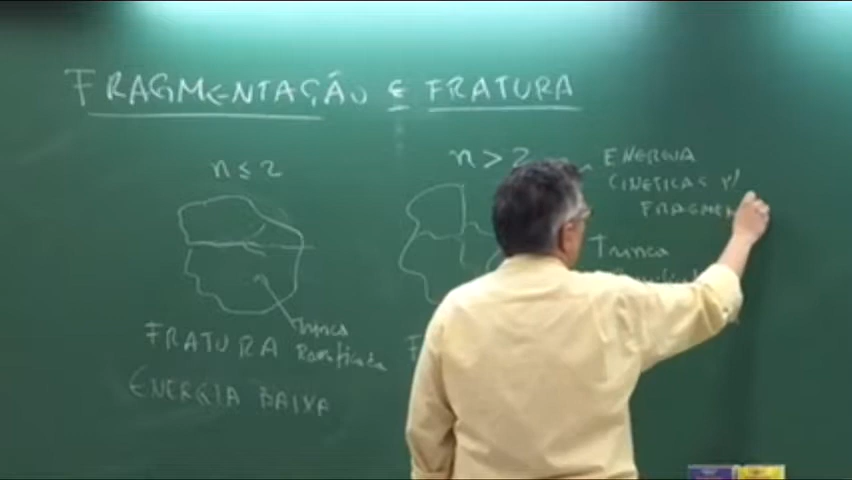 FRAGMENTAÇÃO E FRATURA
n ≤ 2
Trinca
Ramificada
FRATURA
ENERGIA BAIXA
n > 2
ENERGIA
CINETICAS P/
FRAGMEN
Trinca
F